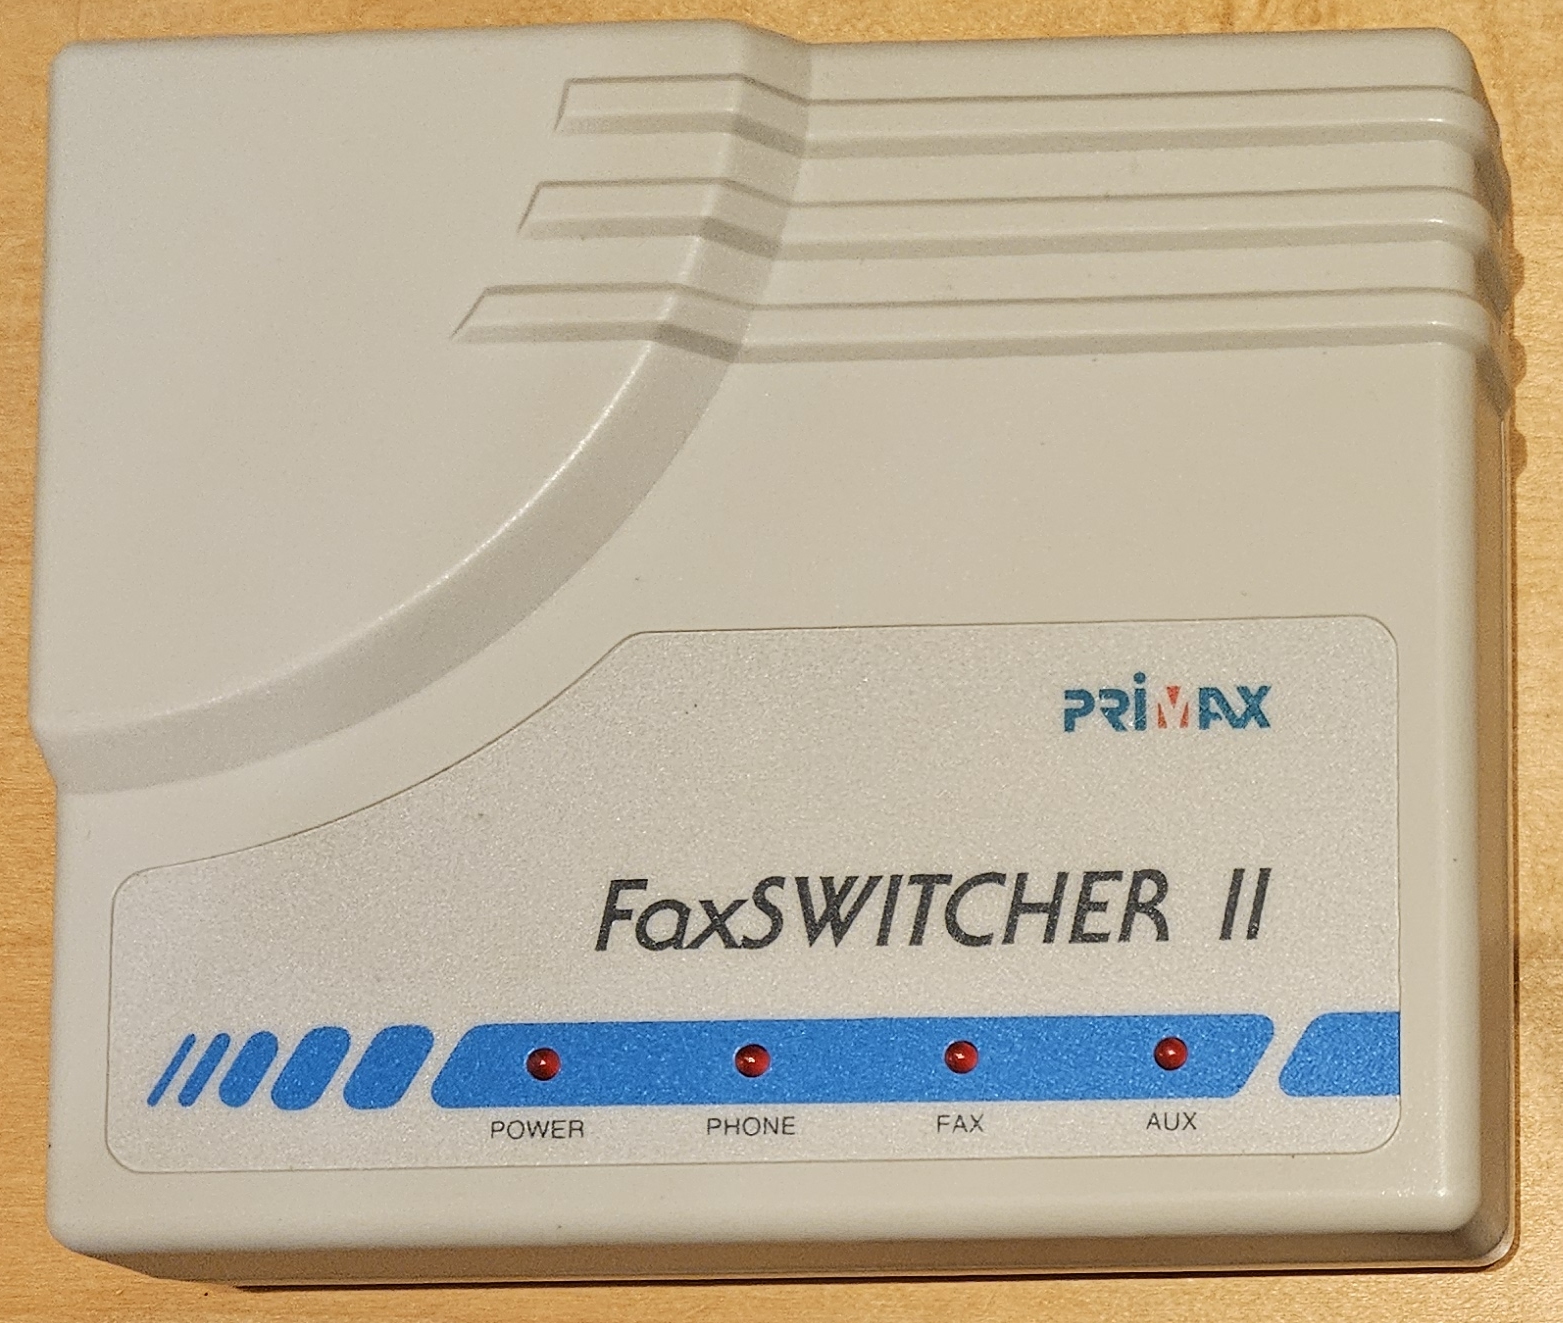 PRiMAX
FaxSWITCHER II
POWER PHONE FAX AUX